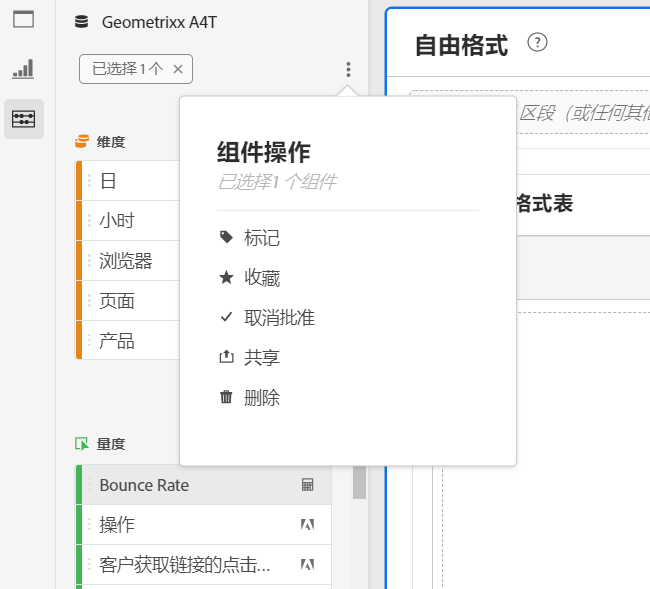 Geometrixx A4T
已选择1个 ×
自由格式 ?
区段（或任何其他
组件操作
已选择1 个组件
标记
收藏
取消批准
共享
删除
维度
日
小时
浏览器
页面
产品
格式表
量度
Bounce Rate
操作
客户获取链接的点击...